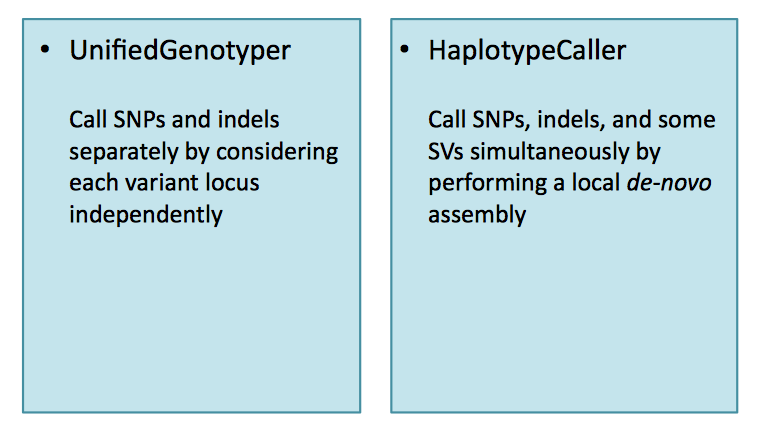 • UnifiedGenotyper
Call SNPs and indels
separately by considering
each variant locus
independently
• HaplotypeCaller
Call SNPs, indels, and some
SVs simultaneously by
performing a local de-novo
assembly